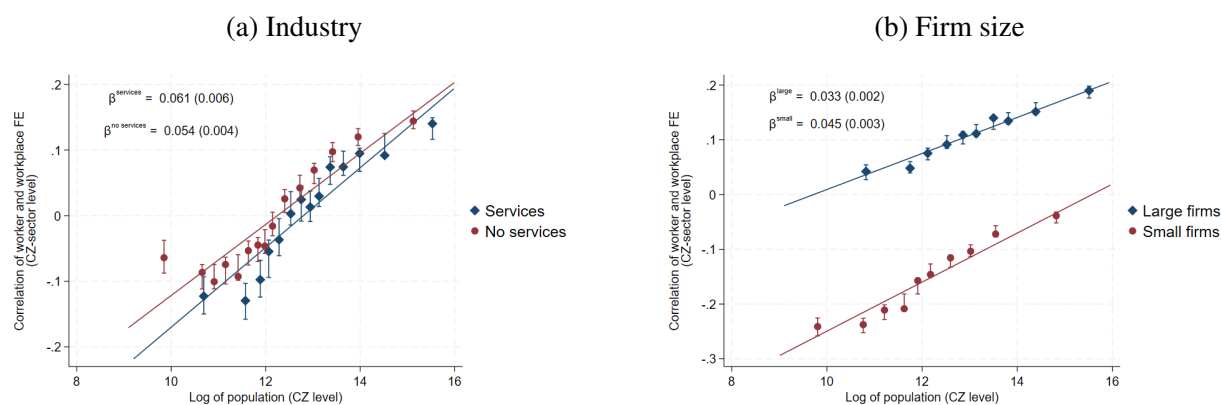 (a) Industry
β^services = 0.061 (0.006)
β^no services = 0.054 (0.004)
Correlation of worker and workplace FE
(CZ-sector level)
.2
.1
0
-.1
-.2
8 10 12 14 16
Log of population (CZ level)
Services
No services
(b) Firm size
β^large = 0.033 (0.002)
β^small = 0.045 (0.003)
Correlation of worker and workplace FE
(CZ-sector level)
.2
.1
0
-.1
-.2
-.3
8 10 12 14 16
Log of population (CZ level)
Large firms
Small firms